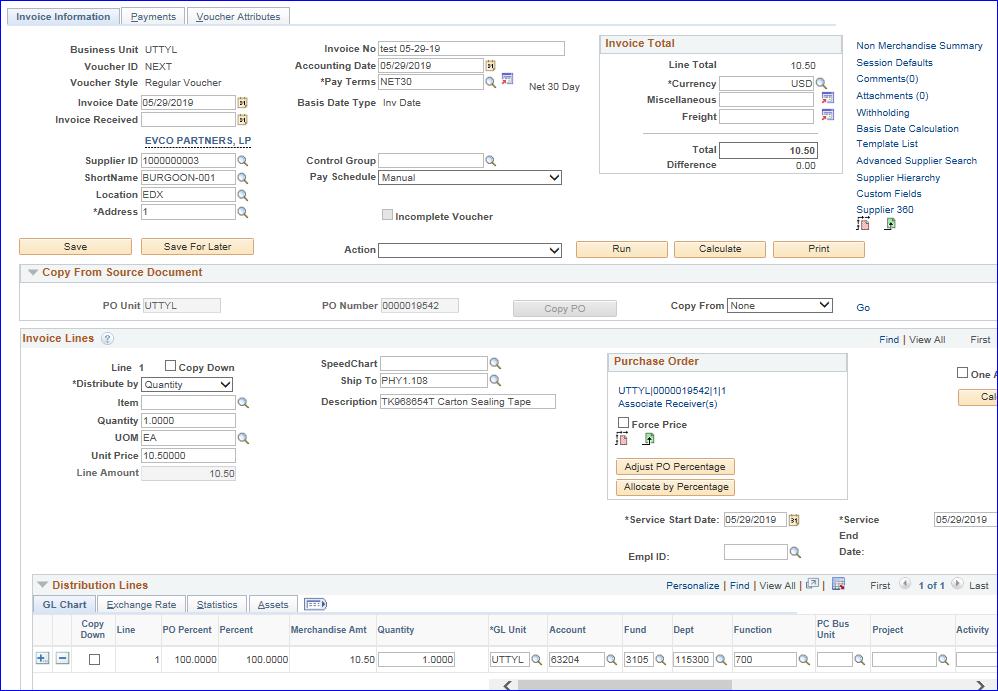 Invoice Information Payments Voucher Attributes
Business Unit UTTYL
Voucher ID NEXT
Voucher Style Regular Voucher
Invoice Date 05/29/2019
Invoice Received
EVCO PARTNERS, LP
Supplier ID 1000000003
ShortName BURGOON-001
Location EDX
*Address 1
Invoice No test 05-29-19
Accounting Date 05/29/2019
*Pay Terms NET30 Net 30 Day
Basis Date Type Inv Date
Control Group
Pay Schedule Manual
Incomplete Voucher
Invoice Total
Line Total 10.50
*Currency USD
Miscellaneous
Freight
Total 10.50
Difference 0.00
Non Merchandise Summary
Session Defaults
Comments(0)
Attachments (0)
Withholding
Basis Date Calculation
Template List
Advanced Supplier Search
Supplier Hierarchy
Custom Fields
Supplier 360
Save Save For Later Action Run Calculate Print
Copy From Source Document
PO Unit UTTYL PO Number 0000019542 Copy PO Copy From None Go
Invoice Lines ? Find | View All First
Line 1 Copy Down
*Distribute by Quantity
Item
Quantity 1.0000
UOM EA
Unit Price 10.50000
Line Amount 10.50
SpeedChart
Ship To PHY1.108
Description TK968654T Carton Sealing Tape
Purchase Order
UTTYL|0000019542|1|1
Associate Receiver(s)
Force Price
Adjust PO Percentage
Allocate by Percentage
One A
Cal
*Service Start Date: 05/29/2019
*Service End Date: 05/29/2019
Empl ID:
Distribution Lines Personalize | Find | View All | | First 1 of 1 Last
GL Chart Exchange Rate Statistics Assets
Copy Down Line PO Percent Percent Merchandise Amt Quantity *GL Unit Account Fund Dept Function PC Bus Unit Project Activity
1 100.0000 100.0000 10.50 1.0000 UTTYL 63204 3105 115300 700